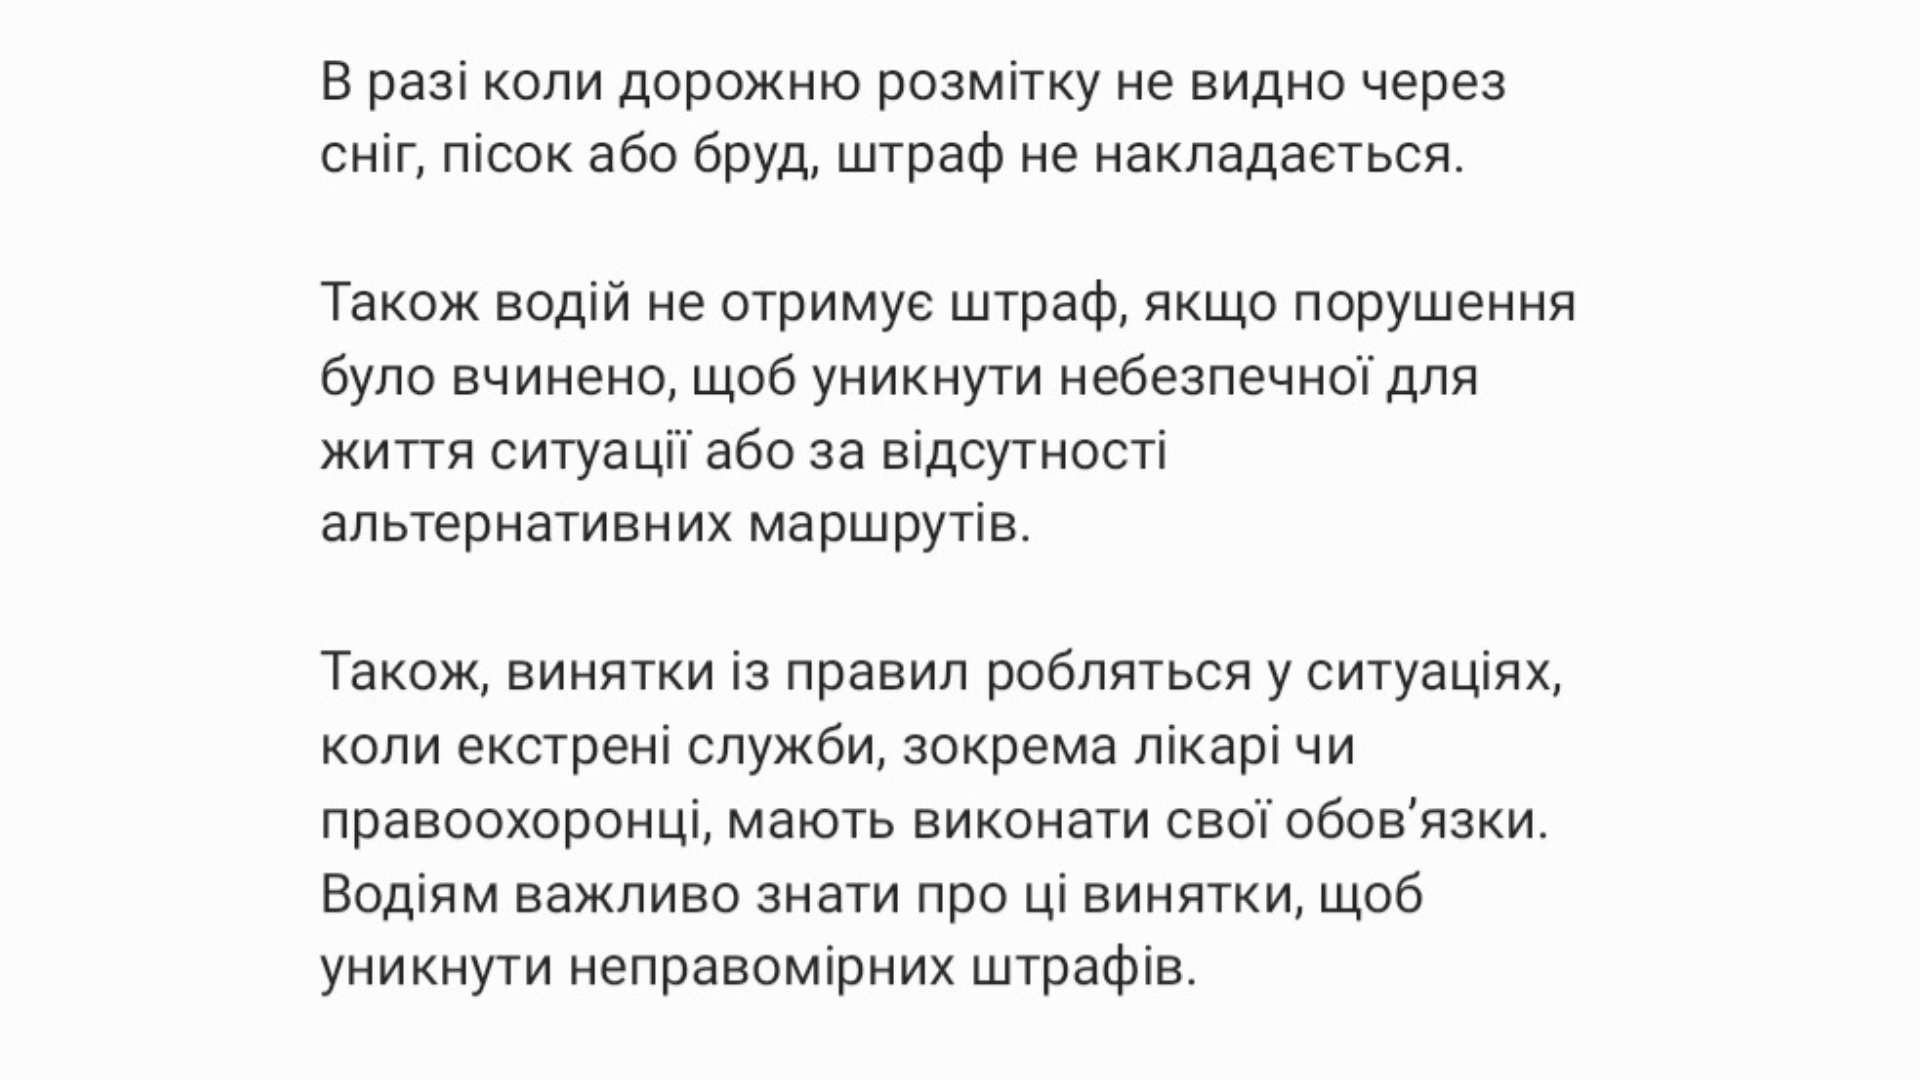 В разі коли дорожню розмітку не видно через
сніг, пісок або бруд, штраф не накладається.
Також водій не отримує штраф, якщо порушення
було вчинено, щоб уникнути небезпечної для
життя ситуації або за відсутності
альтернативних маршрутів.
Також, винятки із правил робляться у ситуаціях,
коли екстрені служби, зокрема лікарі чи
правоохоронці, мають виконати свої обов’язки.
Водіям важливо знати про ці винятки, щоб
уникнути неправомірних штрафів.